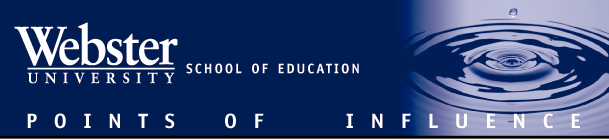 Webster
UNIVERSITY
SCHOOL OF EDUCATION
POINTS OF INFLUENCE